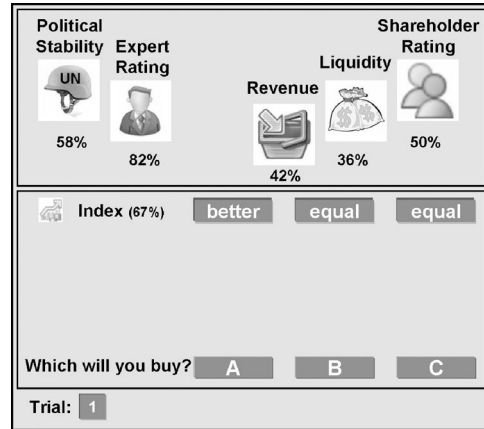 Political
Stability
UN
58%
Expert
Rating
82%
Revenue
42%
Liquidity
$ $
36%
Shareholder
Rating
50%
Index (67%) better equal equal
Which will you buy? A B C
Trial: 1